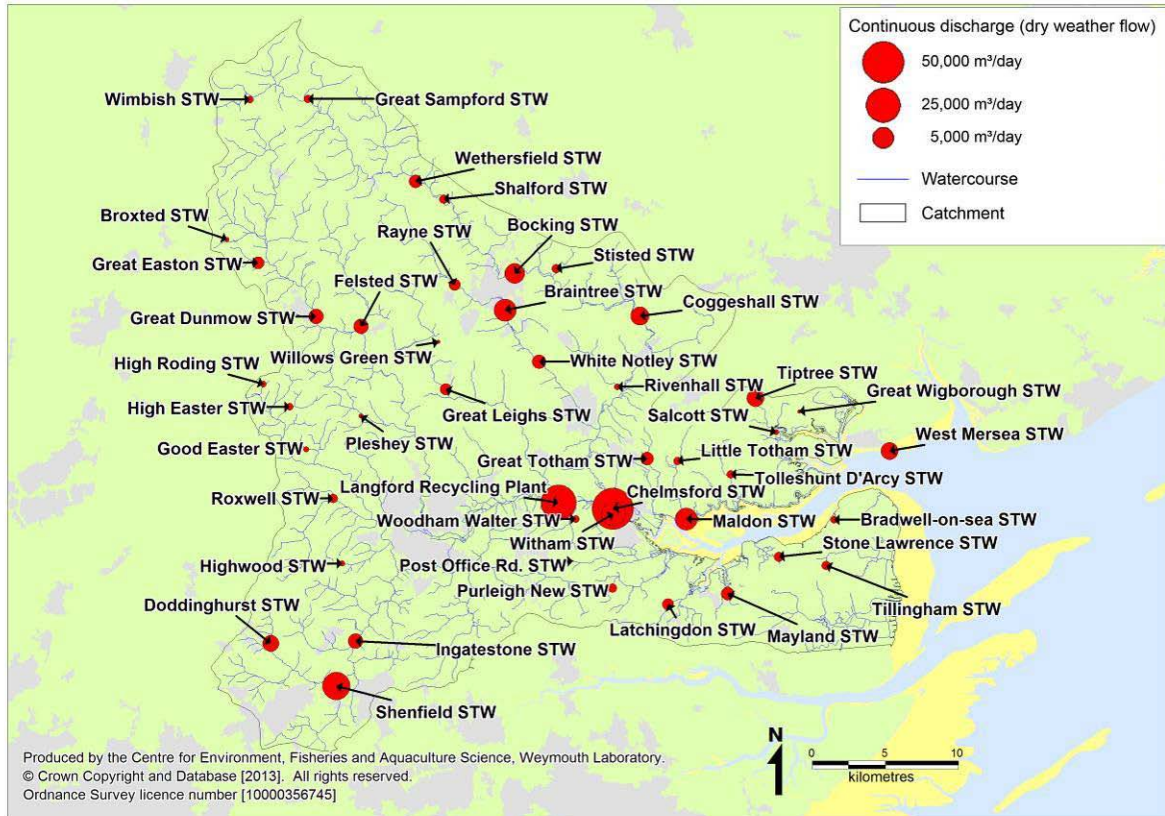 Continuous discharge (dry weather flow)
50,000 m³/day
25,000 m³/day
5,000 m³/day
Watercourse
Catchment
Wimbish STW
Great Sampford STW
Wethersfield STW
Shalford STW
Broxted STW
Rayne STW
Bocking STW
Great Easton STW
Felsted STW
Stisted STW
Braintree STW
Coggeshall STW
Great Dunmow STW
Willows Green STW
White Notley STW
High Roding STW
Rivenhall STW
Tiptree STW
Great Wigborough STW
High Easter STW
Great Leighs STW
Salcott STW
Pleshey STW
West Mersea STW
Good Easter STW
Great Totham STW
Little Totham STW
Tolleshunt D'Arcy STW
Langford Recycling Plant
Chelmsford STW
Roxwell STW
Woodham Walter STW
Maldon STW
Bradwell-on-sea STW
Witham STW
Stone Lawrence STW
Highwood STW
Post Office Rd. STW
Purleigh New STW
Tillingham STW
Doddinghurst STW
Latchingdon STW
Mayland STW
Ingatestone STW
Shenfield STW
N
0 5 10
kilometres
Produced by the Centre for Environment, Fisheries and Aquaculture Science, Weymouth Laboratory.
© Crown Copyright and Database [2013]. All rights reserved.
Ordnance Survey licence number [10000356745]